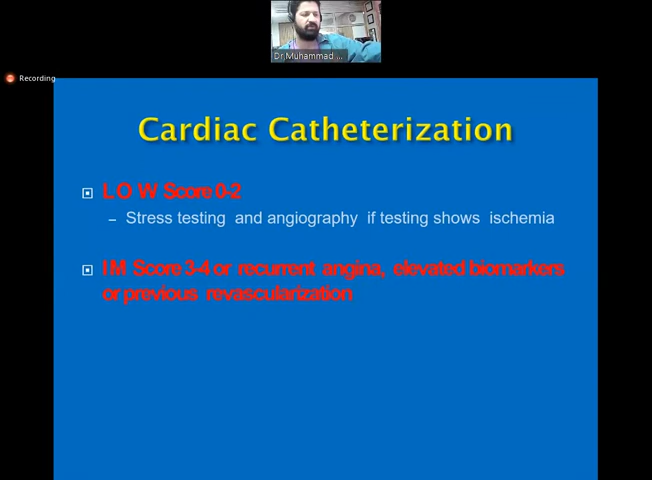 Dr,Muhammad ...
Recording
Cardiac Catheterization
LOW Score 0-2
– Stress testing and angiography if testing shows ischemia
IM Score 3-4 or recurrent angina, elevated biomarkers
or previous revascularization